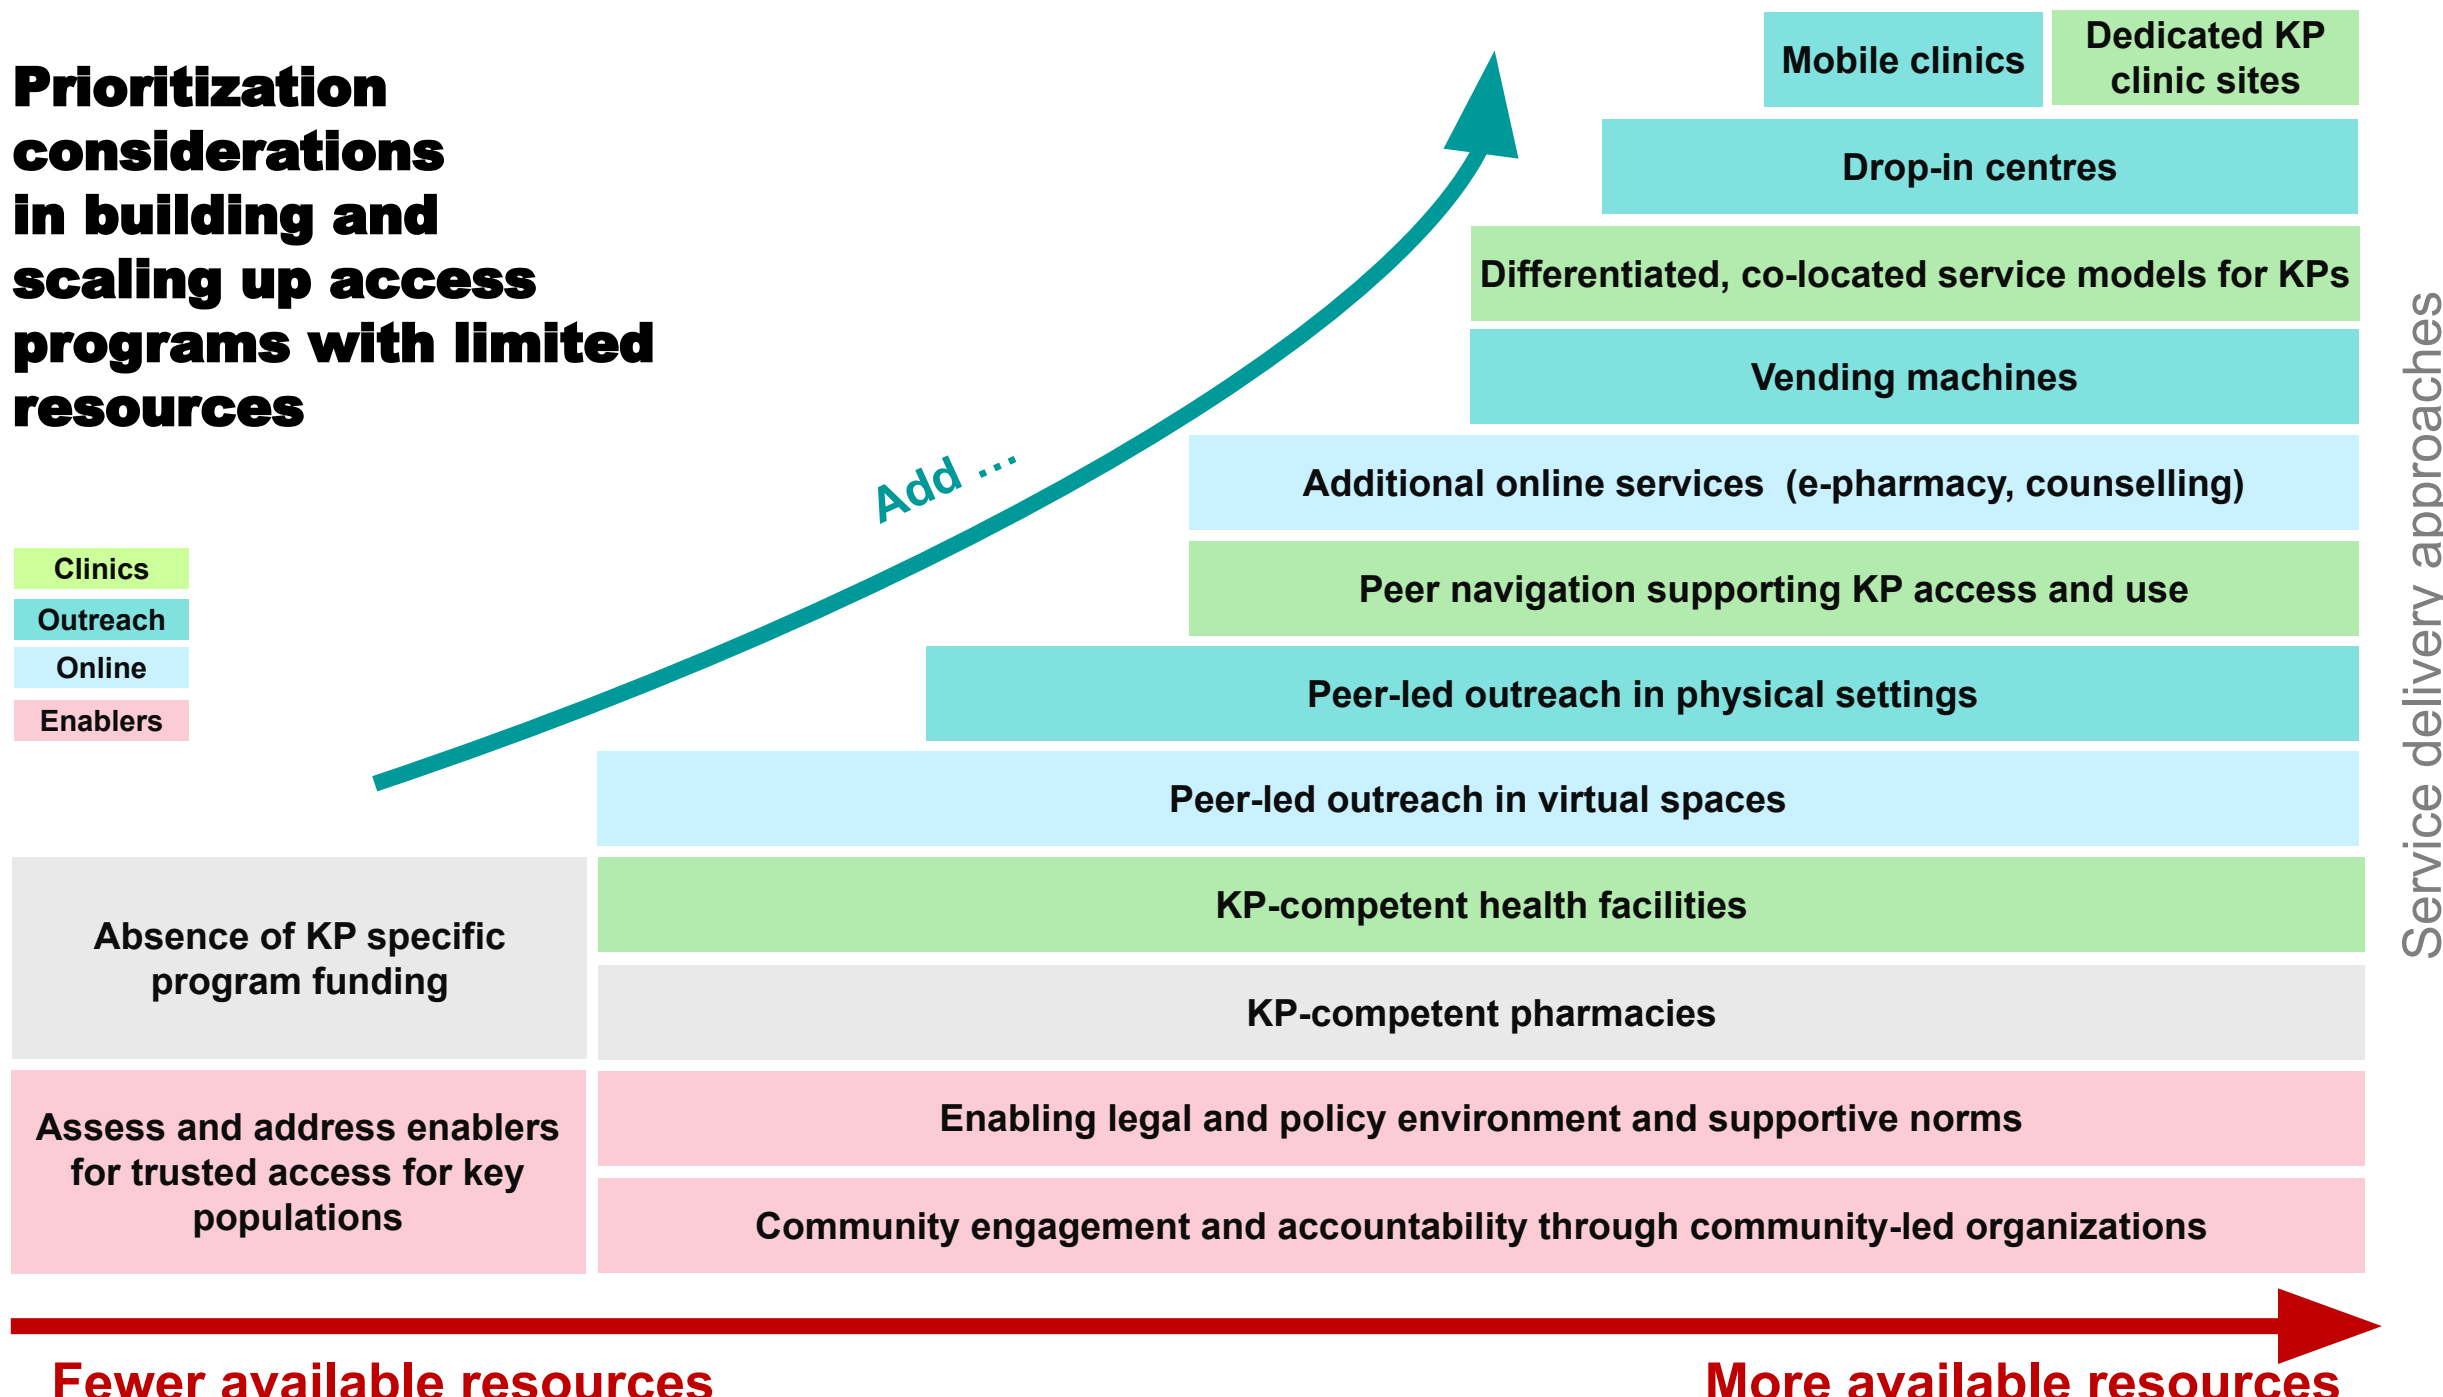 Prioritization
considerations
in building and
scaling up access
programs with limited
resources
Mobile clinics
Dedicated KP
clinic sites
Drop-in centres
Differentiated, co-located service models for KPs
Vending machines
Add …
Additional online services  (e-pharmacy, counselling)
Peer navigation supporting KP access and use
Peer-led outreach in physical settings
Peer-led outreach in virtual spaces
Clinics
Outreach
Online
Enablers
Absence of KP specific
program funding
KP-competent health facilities
KP-competent pharmacies
Assess and address enablers
for trusted access for key
populations
Enabling legal and policy environment and supportive norms
Community engagement and accountability through community-led organizations
Service delivery approaches
Fewer available resources
More available resources